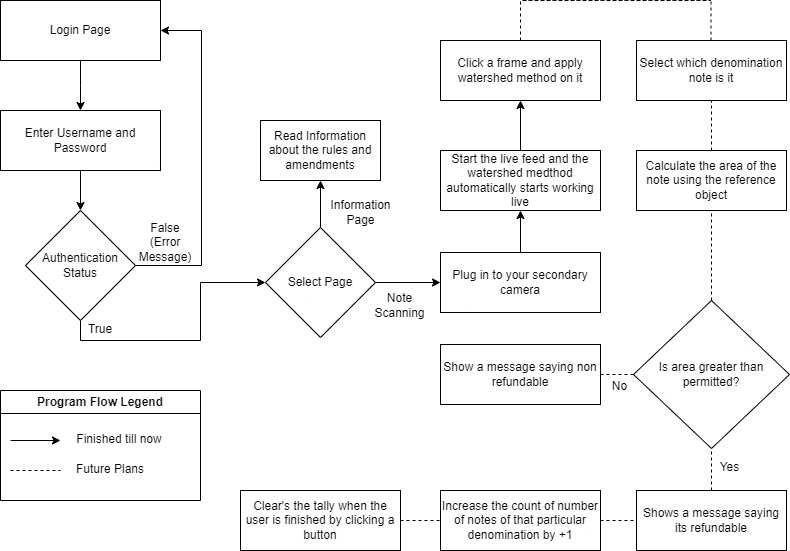 Login Page
Enter Username and
Password
Authentication
Status
False
(Error
Message)
True
Read Information
about the rules and
amendments
Information
Page
Select Page
Note
Scanning
Click a frame and apply
watershed method on it
Start the live feed and the
watershed medthod
automatically starts working
live
Plug in to your secondary
camera
Select which denomination
note is it
Calculate the area of the
note using the reference
object
Is area greater than
permitted?
No
Show a message saying non
refundable
Yes
Shows a message saying
its refundable
Increase the count of number
of notes of that particular
denomination by +1
Clear's the tally when the
user is finished by clicking a
button
Program Flow Legend
Finished till now
Future Plans